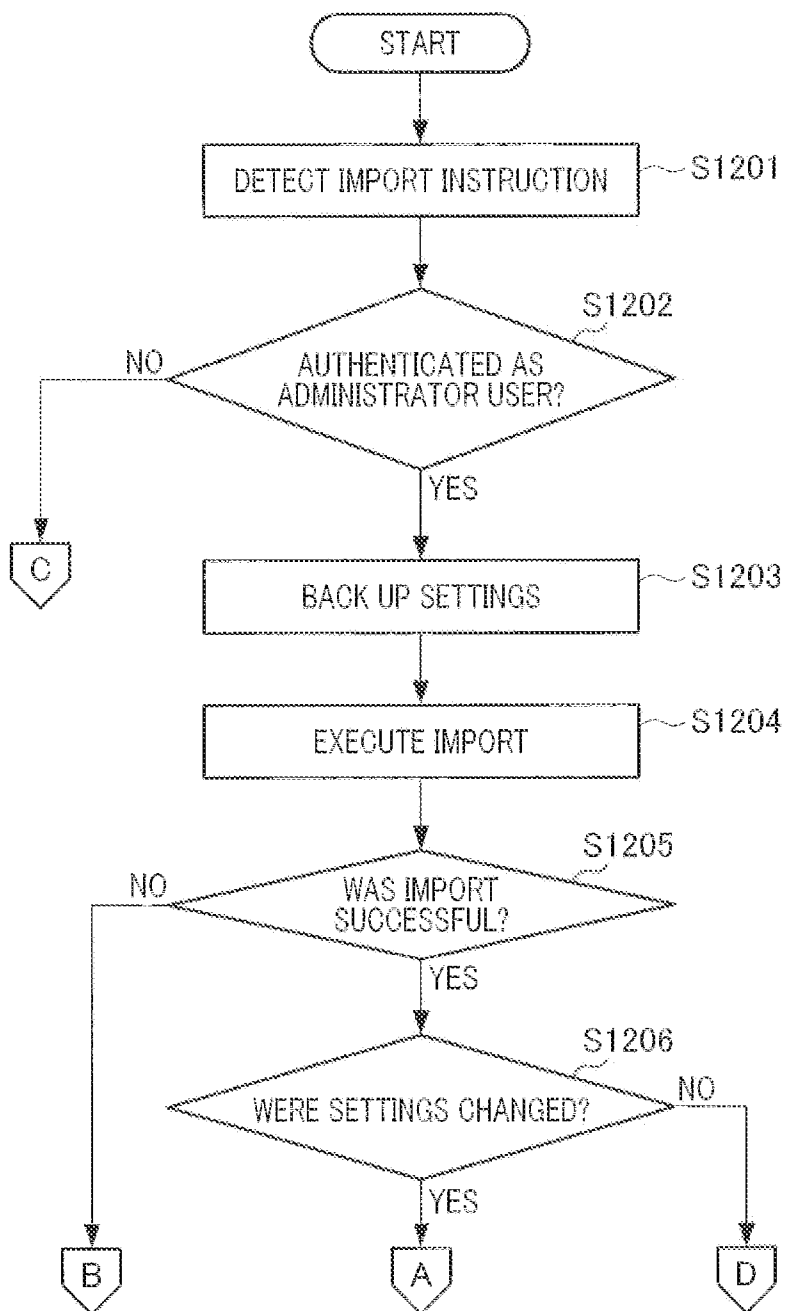 START
DETECT IMPORT INSTRUCTION
S1201
S1202
NO
AUTHENTICATED AS
ADMINISTRATOR USER?
YES
C
BACK UP SETTINGS
S1203
EXECUTE IMPORT
S1204
S1205
NO
WAS IMPORT
SUCCESSFUL?
YES
S1206
WERE SETTINGS CHANGED?
NO
YES
B
A
D